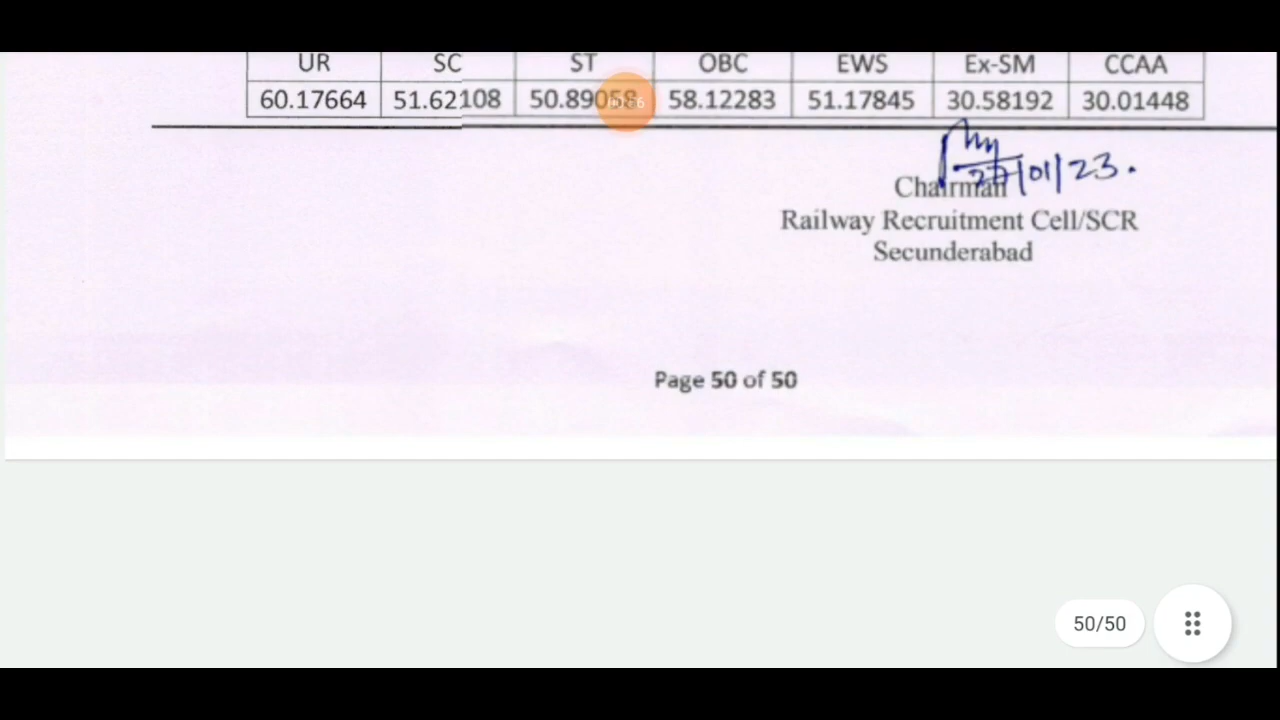 UR SC ST OBC EWS Ex-SM CCAA
60.17664 51.62108 50.89058 58.12283 51.17845 30.58192 30.01448
27/01/23.
Chairman
Railway Recruitment Cell/SCR
Secunderabad
Page 50 of 50
50/50